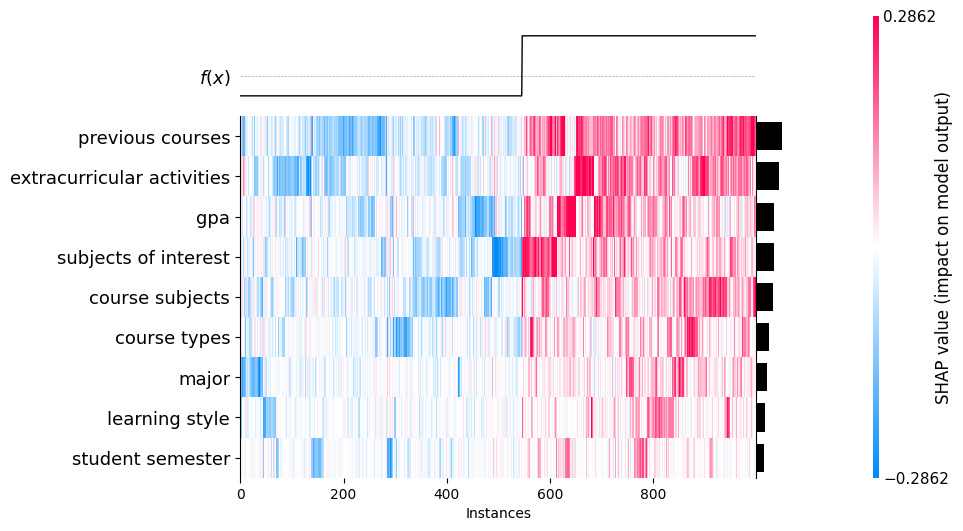 0.2862
f(x)
previous courses
extracurricular activities
gpa
subjects of interest
course subjects
course types
major
learning style
student semester
0 200 400 600 800
Instances
SHAP value (impact on model output)
−0.2862